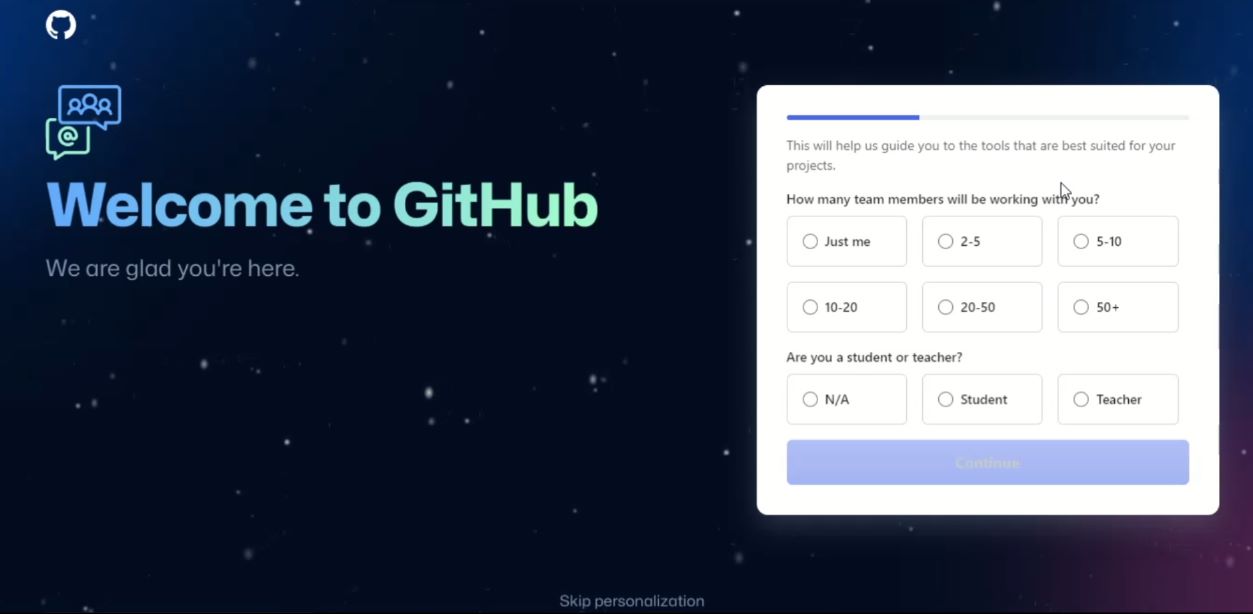 @
Welcome to GitHub
We are glad you're here.
This will help us guide you to the tools that are best suited for your
projects.
How many team members will be working with you?
Just me
2-5
5-10
10-20
20-50
50+
Are you a student or teacher?
N/A
Student
Teacher
Continue
Skip personalization